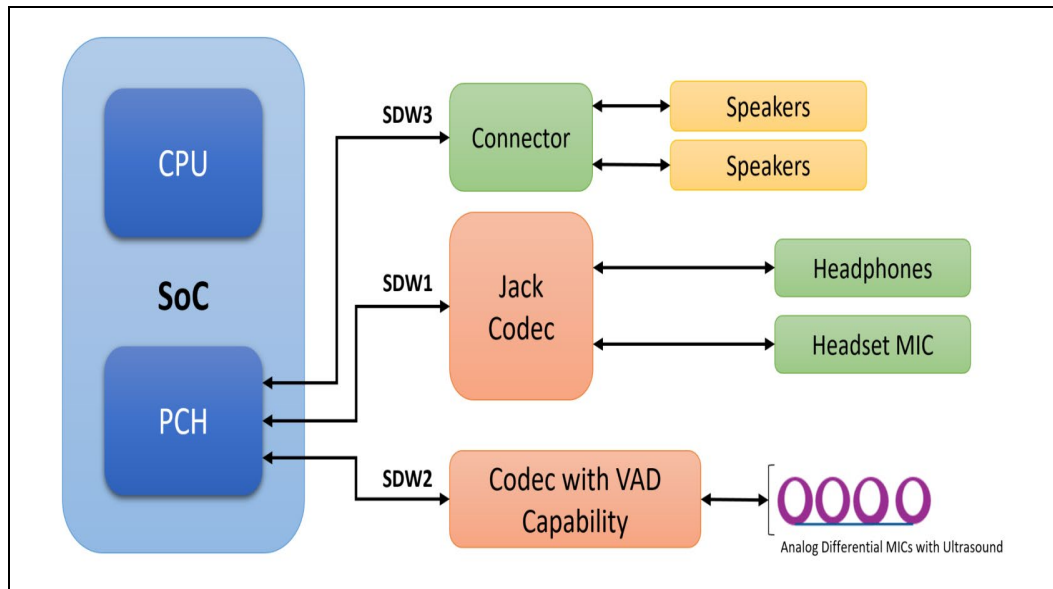 CPU
SoC
PCH
SDW3
Connector
Speakers
Speakers
SDW1
Jack
Codec
Headphones
Headset MIC
SDW2
Codec with VAD
Capability
Analog Differential MICs with Ultrasound